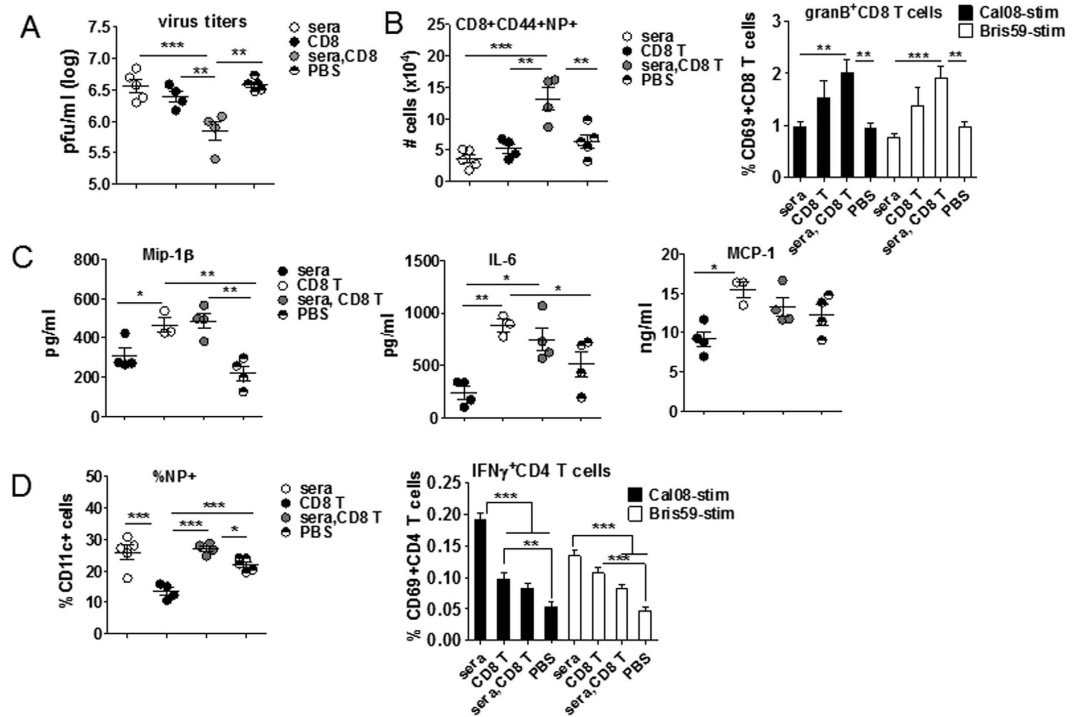 A
virus titers
pfu/ml (log)
7.0
6.5
6.0
5.5
5.0
***
**
**
sera
CD8
sera,CD8
PBS
B
CD8+CD44+NP+
# cells (x10⁴)
20
15
10
5
0
***
**
**
sera
CD8 T
sera,CD8 T
PBS
granB⁺CD8 T cells
% CD69+CD8 T cells
3
2
1
0
**
**
***
**
sera
CD8 T
sera, CD8 T
PBS
sera
CD8 T
sera, CD8 T
PBS
Cal08-stim
Bris59-stim
C
Mip-1β
pg/ml
800
600
400
200
0
*
**
**
sera
CD8 T
sera, CD8 T
PBS
IL-6
pg/ml
1500
1000
500
0
*
**
*
MCP-1
ng/ml
20
15
10
5
0
*
sera
CD8 T
sera, CD8 T
PBS
D
%NP+
% CD11c+ cells
50
40
30
20
10
0
***
***
***
*
sera
CD8 T
sera,CD8 T
PBS
IFNγ⁺CD4 T cells
% CD69+CD4 T cells
0.25
0.20
0.15
0.10
0.05
0.00
***
**
***
***
sera
CD8 T
sera,CD8 T
PBS
sera
CD8 T
sera,CD8 T
PBS
Cal08-stim
Bris59-stim